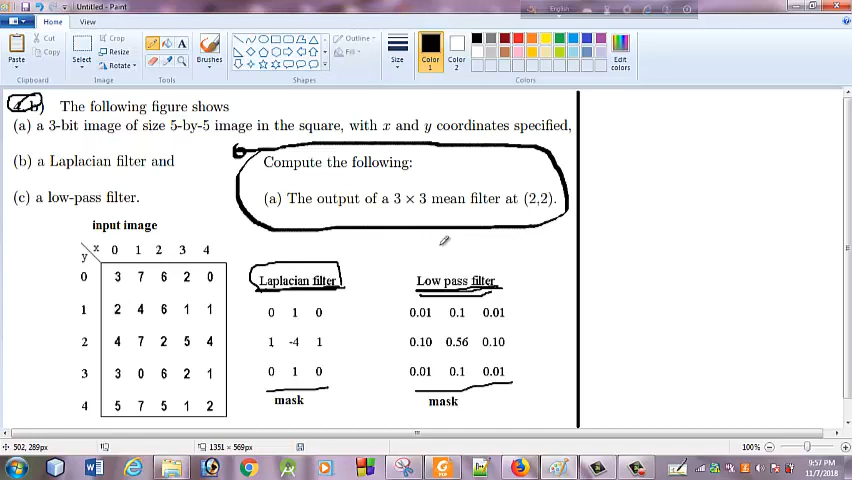 Untitled - Paint
English
Home View
Cut
Copy
Paste
Clipboard
Crop
Resize
Rotate
Select
Image
A
Tools
Brushes
Outline
Fill
Shapes
Size
Color 1
Color 2
Edit colors
Colors
4 b) The following figure shows
(a) a 3-bit image of size 5-by-5 image in the square, with x and y coordinates specified,
(b) a Laplacian filter and
(c) a low-pass filter.
Compute the following:
(a) The output of a 3 × 3 mean filter at (2,2).
input image
x 0 1 2 3 4
y
0 3 7 6 2 0
1 2 4 6 1 1
2 4 7 2 5 4
3 3 0 6 2 1
4 5 7 5 1 2
Laplacian filter
0 1 0
1 -4 1
0 1 0
mask
Low pass filter
0.01 0.1 0.01
0.10 0.56 0.10
0.01 0.1 0.01
mask
502, 289px
1351 × 569px
100%
9:57 PM
11/7/2018